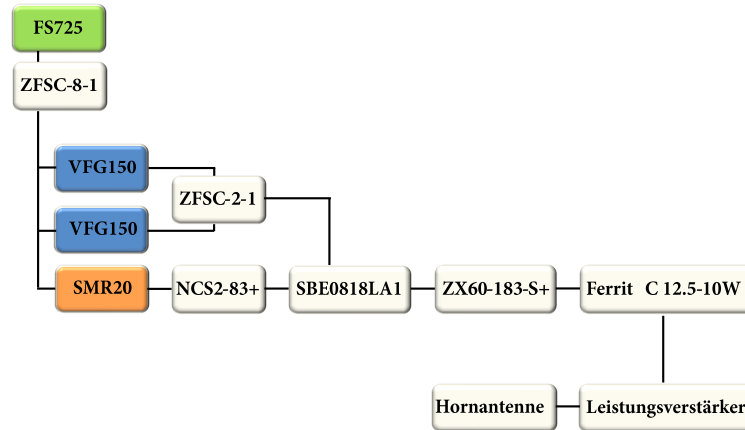 FS725
ZFSC-8-1
VFG150
ZFSC-2-1
VFG150
SMR20
NCS2-83+
SBE0818LA1
ZX60-183-S+
Ferrit C 12.5-10W
Hornantenne
Leistungsverstärker